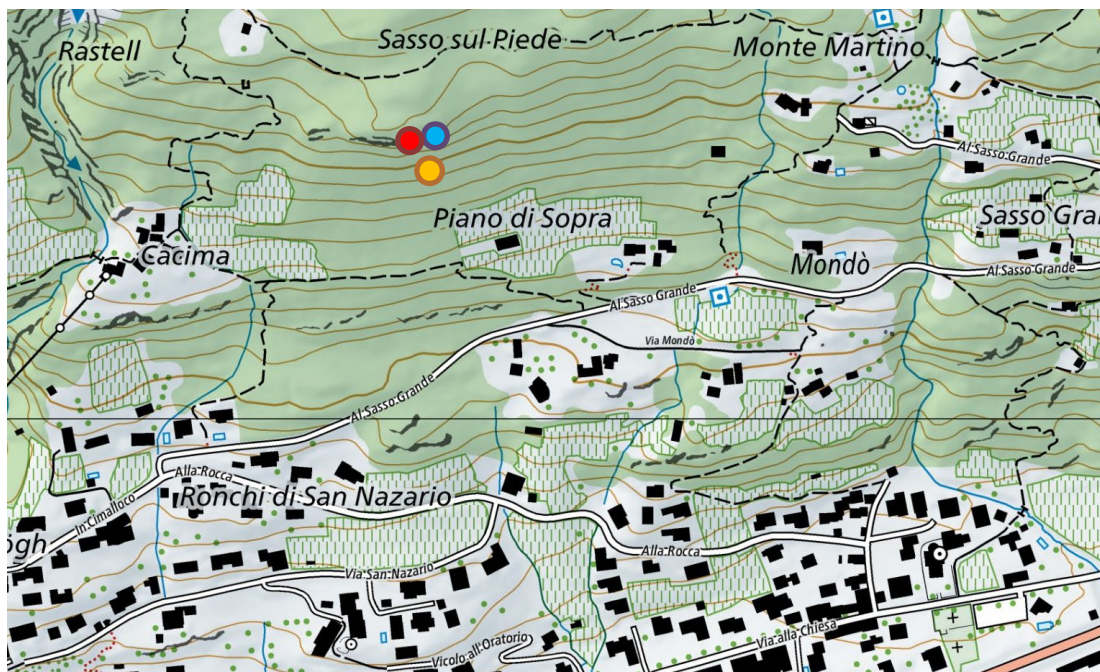 Rastell
Sasso sul Piede
Monte Martino
Al Sasso Grande
Piano di Sopra
Sasso Gra
Cacima
Mondò
Al Sasso Grande
Al Sasso Grande
Via Mondò
Al Sasso Grande
Alla Rocca
Ronchi di San Nazario
In Cimalloco
ögh
Alla Rocca
Via San Nazario
Via alla Chiesa
Vicolo all'Oratorio